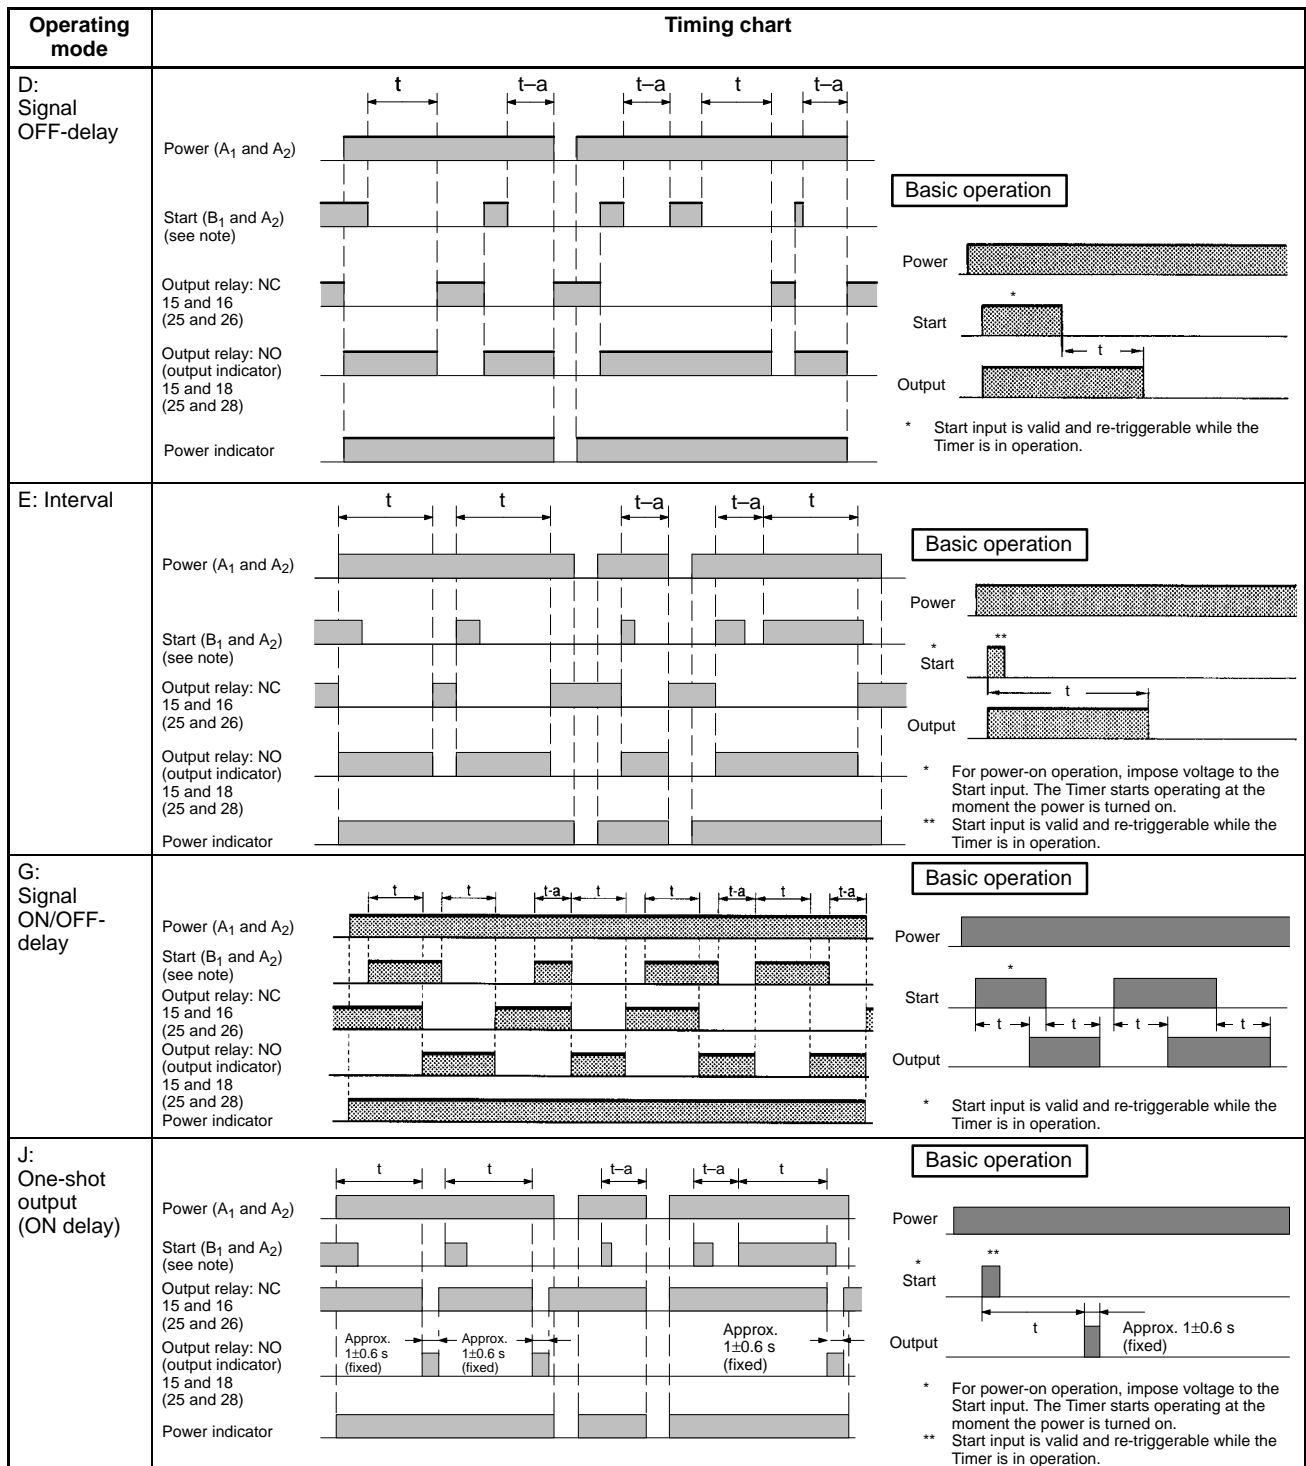 Operating mode
Timing chart
D:
Signal
OFF-delay
t
t–a
t–a
t
t–a
Power (A1 and A2)
Start (B1 and A2)
(see note)
Output relay: NC
15 and 16
(25 and 26)
Output relay: NO
(output indicator)
15 and 18
(25 and 28)
Power indicator
Basic operation
Power
*
Start
t
Output
* Start input is valid and re-triggerable while the
Timer is in operation.
E: Interval
t
t
t–a
t–a
t
Power (A1 and A2)
Start (B1 and A2)
(see note)
Output relay: NC
15 and 16
(25 and 26)
Output relay: NO
(output indicator)
15 and 18
(25 and 28)
Power indicator
Basic operation
Power
* **
Start
t
Output
* For power-on operation, impose voltage to the
Start input. The Timer starts operating at the
moment the power is turned on.
** Start input is valid and re-triggerable while the
Timer is in operation.
G:
Signal
ON/OFF-
delay
t
t
t-a
t
t
t-a
t
t-a
Power (A1 and A2)
Start (B1 and A2)
(see note)
Output relay: NC
15 and 16
(25 and 26)
Output relay: NO
(output indicator)
15 and 18
(25 and 28)
Power indicator
Basic operation
Power
*
Start
t
t
t
t
Output
* Start input is valid and re-triggerable while the
Timer is in operation.
J:
One-shot
output
(ON delay)
t
t
t–a
t–a
t
Power (A1 and A2)
Start (B1 and A2)
(see note)
Output relay: NC
15 and 16
(25 and 26)
Output relay: NO
(output indicator)
15 and 18
(25 and 28)
Approx.
1±0.6 s
(fixed)
Approx.
1±0.6 s
(fixed)
Approx.
1±0.6 s
(fixed)
Power indicator
Basic operation
Power
* **
Start
t
Approx. 1±0.6 s
(fixed)
Output
* For power-on operation, impose voltage to the
Start input. The Timer starts operating at the
moment the power is turned on.
** Start input is valid and re-triggerable while the
Timer is in operation.